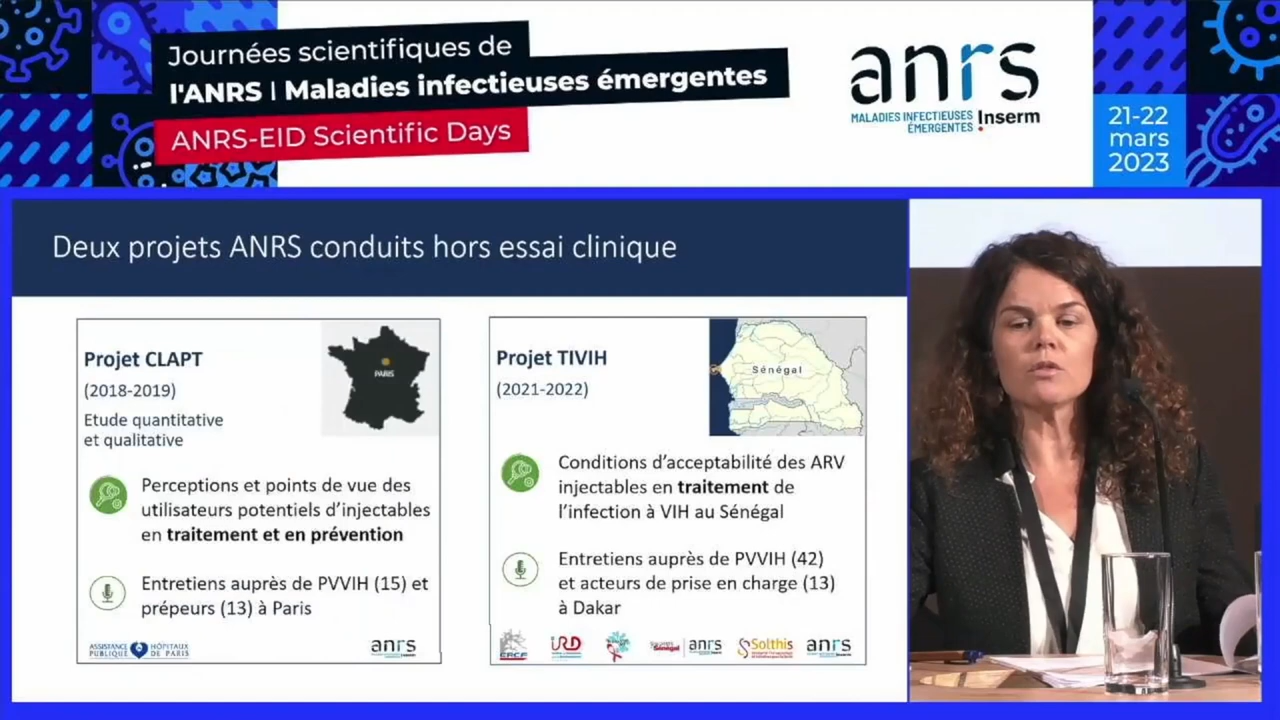 Journées scientifiques de
l'ANRS | Maladies infectieuses émergentes
ANRS-EID Scientific Days
anrs
MALADIES INFECTIEUSES
ÉMERGENTES
Inserm
21-22
mars
2023
Deux projets ANRS conduits hors essai clinique
Projet CLAPT
(2018-2019)
Etude quantitative
et qualitative
PARIS
Perceptions et points de vue des
utilisateurs potentiels d'injectables
en traitement et en prévention
Entretiens auprès de PVVIH (15) et
prépeurs (13) à Paris
ASSISTANCE PUBLIQUE
HÔPITAUX DE PARIS
anrs
Projet TIVIH
(2021-2022)
Sénégal
Conditions d'acceptabilité des ARV
injectables en traitement de
l'infection à VIH au Sénégal
Entretiens auprès de PVVIH (42)
et acteurs de prise en charge (13)
à Dakar
CRCF
IRD
anrs
Solthis
anrs